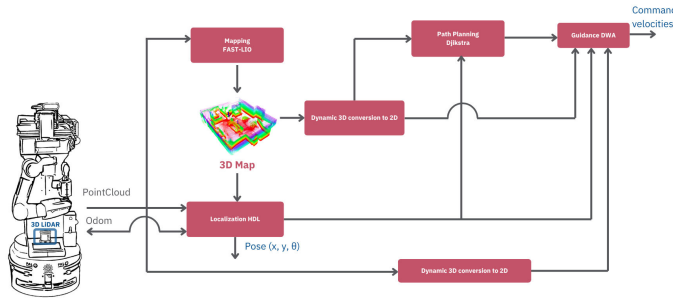 Command
velocities
Mapping
FAST-LIO
Path Planning
Djikstra
Guidance DWA
Dynamic 3D conversion to 2D
3D Map
PointCloud
3D LiDAR
Odom
Localization HDL
Pose (x, y, θ)
Dynamic 3D conversion to 2D